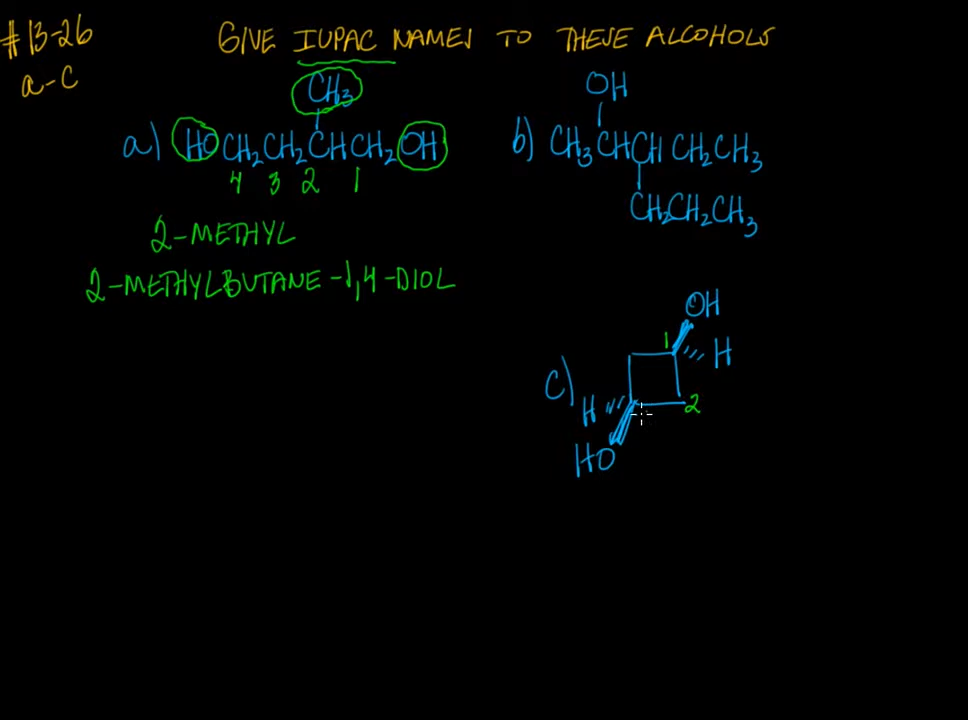 #13-26 GIVE IUPAC NAMES TO THESE ALCOHOLS
a-c
CH3
a) HOCH2CH2CHCH2OH
4 3 2 1
2-METHYL
2-METHYLBUTANE-1,4-DIOL
OH
b) CH3CHCHCH2CH3
CH2CH2CH3
OH
1
H
c)
H
2
HO